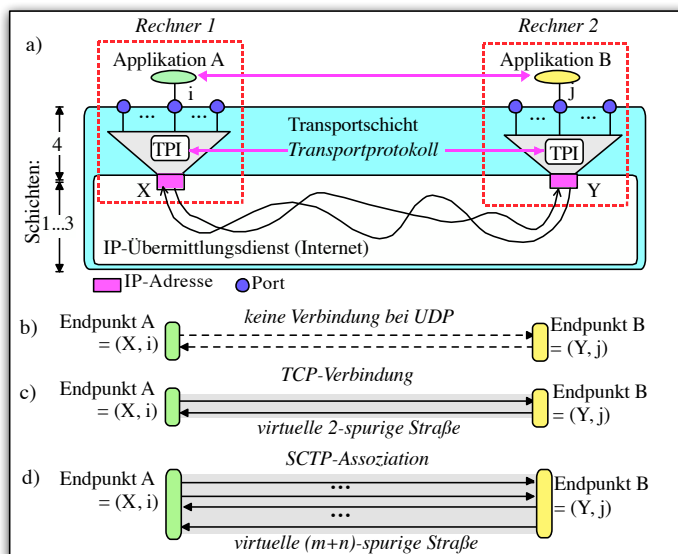 Rechner 1
Rechner 2
a)
Applikation A
Applikation B
i
j
...
...
...
...
Transportschicht
4
TPI
Transportprotokoll
TPI
Schichten:
X
Y
1...3
IP-Übermittlungsdienst (Internet)
IP-Adresse
Port
b)
Endpunkt A
= (X, i)
keine Verbindung bei UDP
Endpunkt B
= (Y, j)
TCP-Verbindung
c)
Endpunkt A
= (X, i)
Endpunkt B
= (Y, j)
virtuelle 2-spurige Straße
SCTP-Assoziation
d)
Endpunkt A
= (X, i)
...
...
Endpunkt B
= (Y, j)
virtuelle (m+n)-spurige Straße